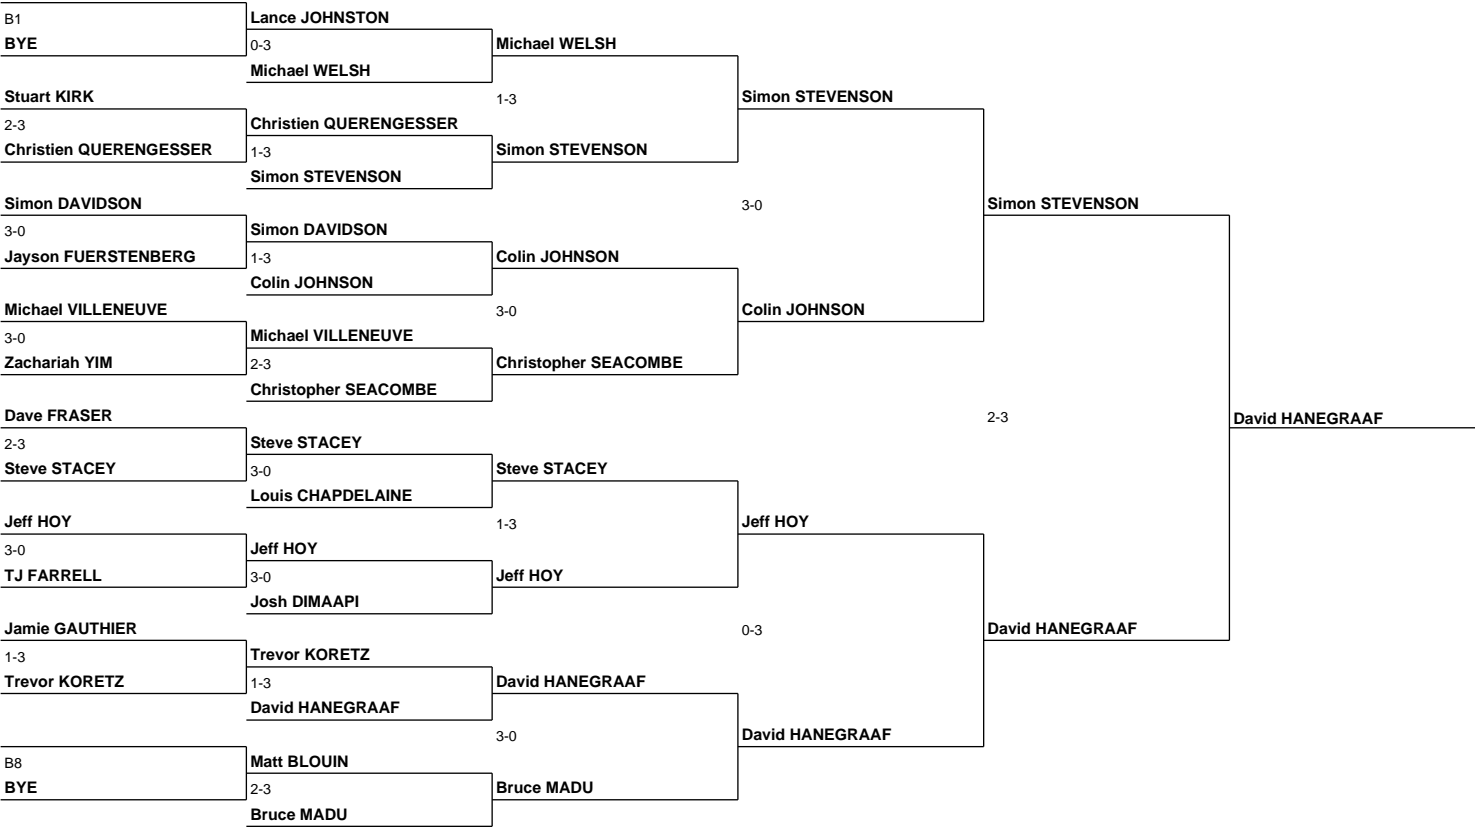 B1
BYE
Stuart KIRK
2-3
Christien QUERENGESSER
Simon DAVIDSON
3-0
Jayson FUERSTENBERG
Michael VILLENEUVE
3-0
Zachariah YIM
Dave FRASER
2-3
Steve STACEY
Jeff HOY
3-0
TJ FARRELL
Jamie GAUTHIER
1-3
Trevor KORETZ
B8
BYE
Lance JOHNSTON
0-3
Michael WELSH
Christien QUERENGESSER
1-3
Simon STEVENSON
Simon DAVIDSON
1-3
Colin JOHNSON
Michael VILLENEUVE
2-3
Christopher SEACOMBE
Steve STACEY
3-0
Louis CHAPDELAINE
Jeff HOY
3-0
Josh DIMAAPI
Trevor KORETZ
1-3
David HANEGRAAF
Matt BLOUIN
2-3
Bruce MADU
Michael WELSH
1-3
Simon STEVENSON
Colin JOHNSON
3-0
Christopher SEACOMBE
Steve STACEY
1-3
Jeff HOY
David HANEGRAAF
3-0
Bruce MADU
Simon STEVENSON
3-0
Colin JOHNSON
Jeff HOY
0-3
David HANEGRAAF
Simon STEVENSON
2-3
David HANEGRAAF
David HANEGRAAF